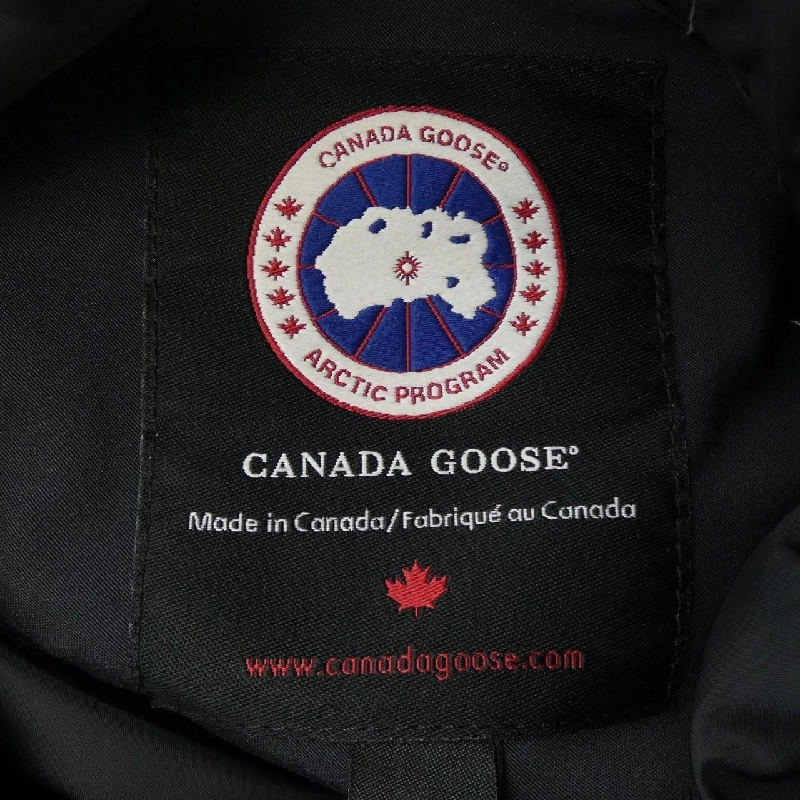 CANADA GOOSE®
ARCTIC PROGRAM
CANADA GOOSE®
Made in Canada/Fabriqué au Canada
www.canadagoose.com